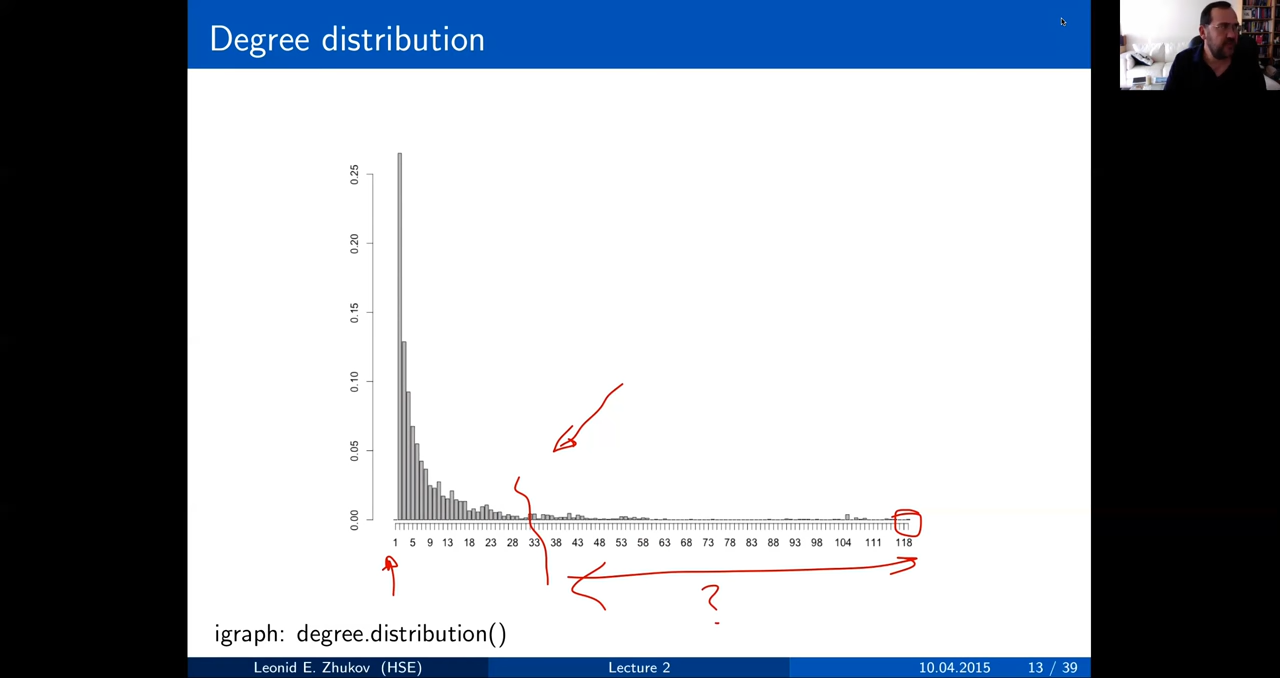 Degree distribution
0.25
0.20
0.15
0.10
0.05
0.00
1 5 9 13 18 23 28 33 38 43 48 53 58 63 68 73 78 83 88 93 98 104 111 118
?
igraph: degree.distribution()
Leonid E. Zhukov (HSE) Lecture 2 10.04.2015 13 / 39